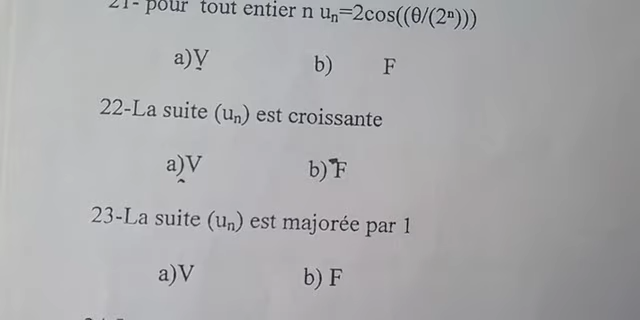 21- pour tout entier n uₙ=2cos((θ/(2ⁿ)))
a)V b) F
22-La suite (uₙ) est croissante
a)V b) F
23-La suite (uₙ) est majorée par 1
a)V b) F